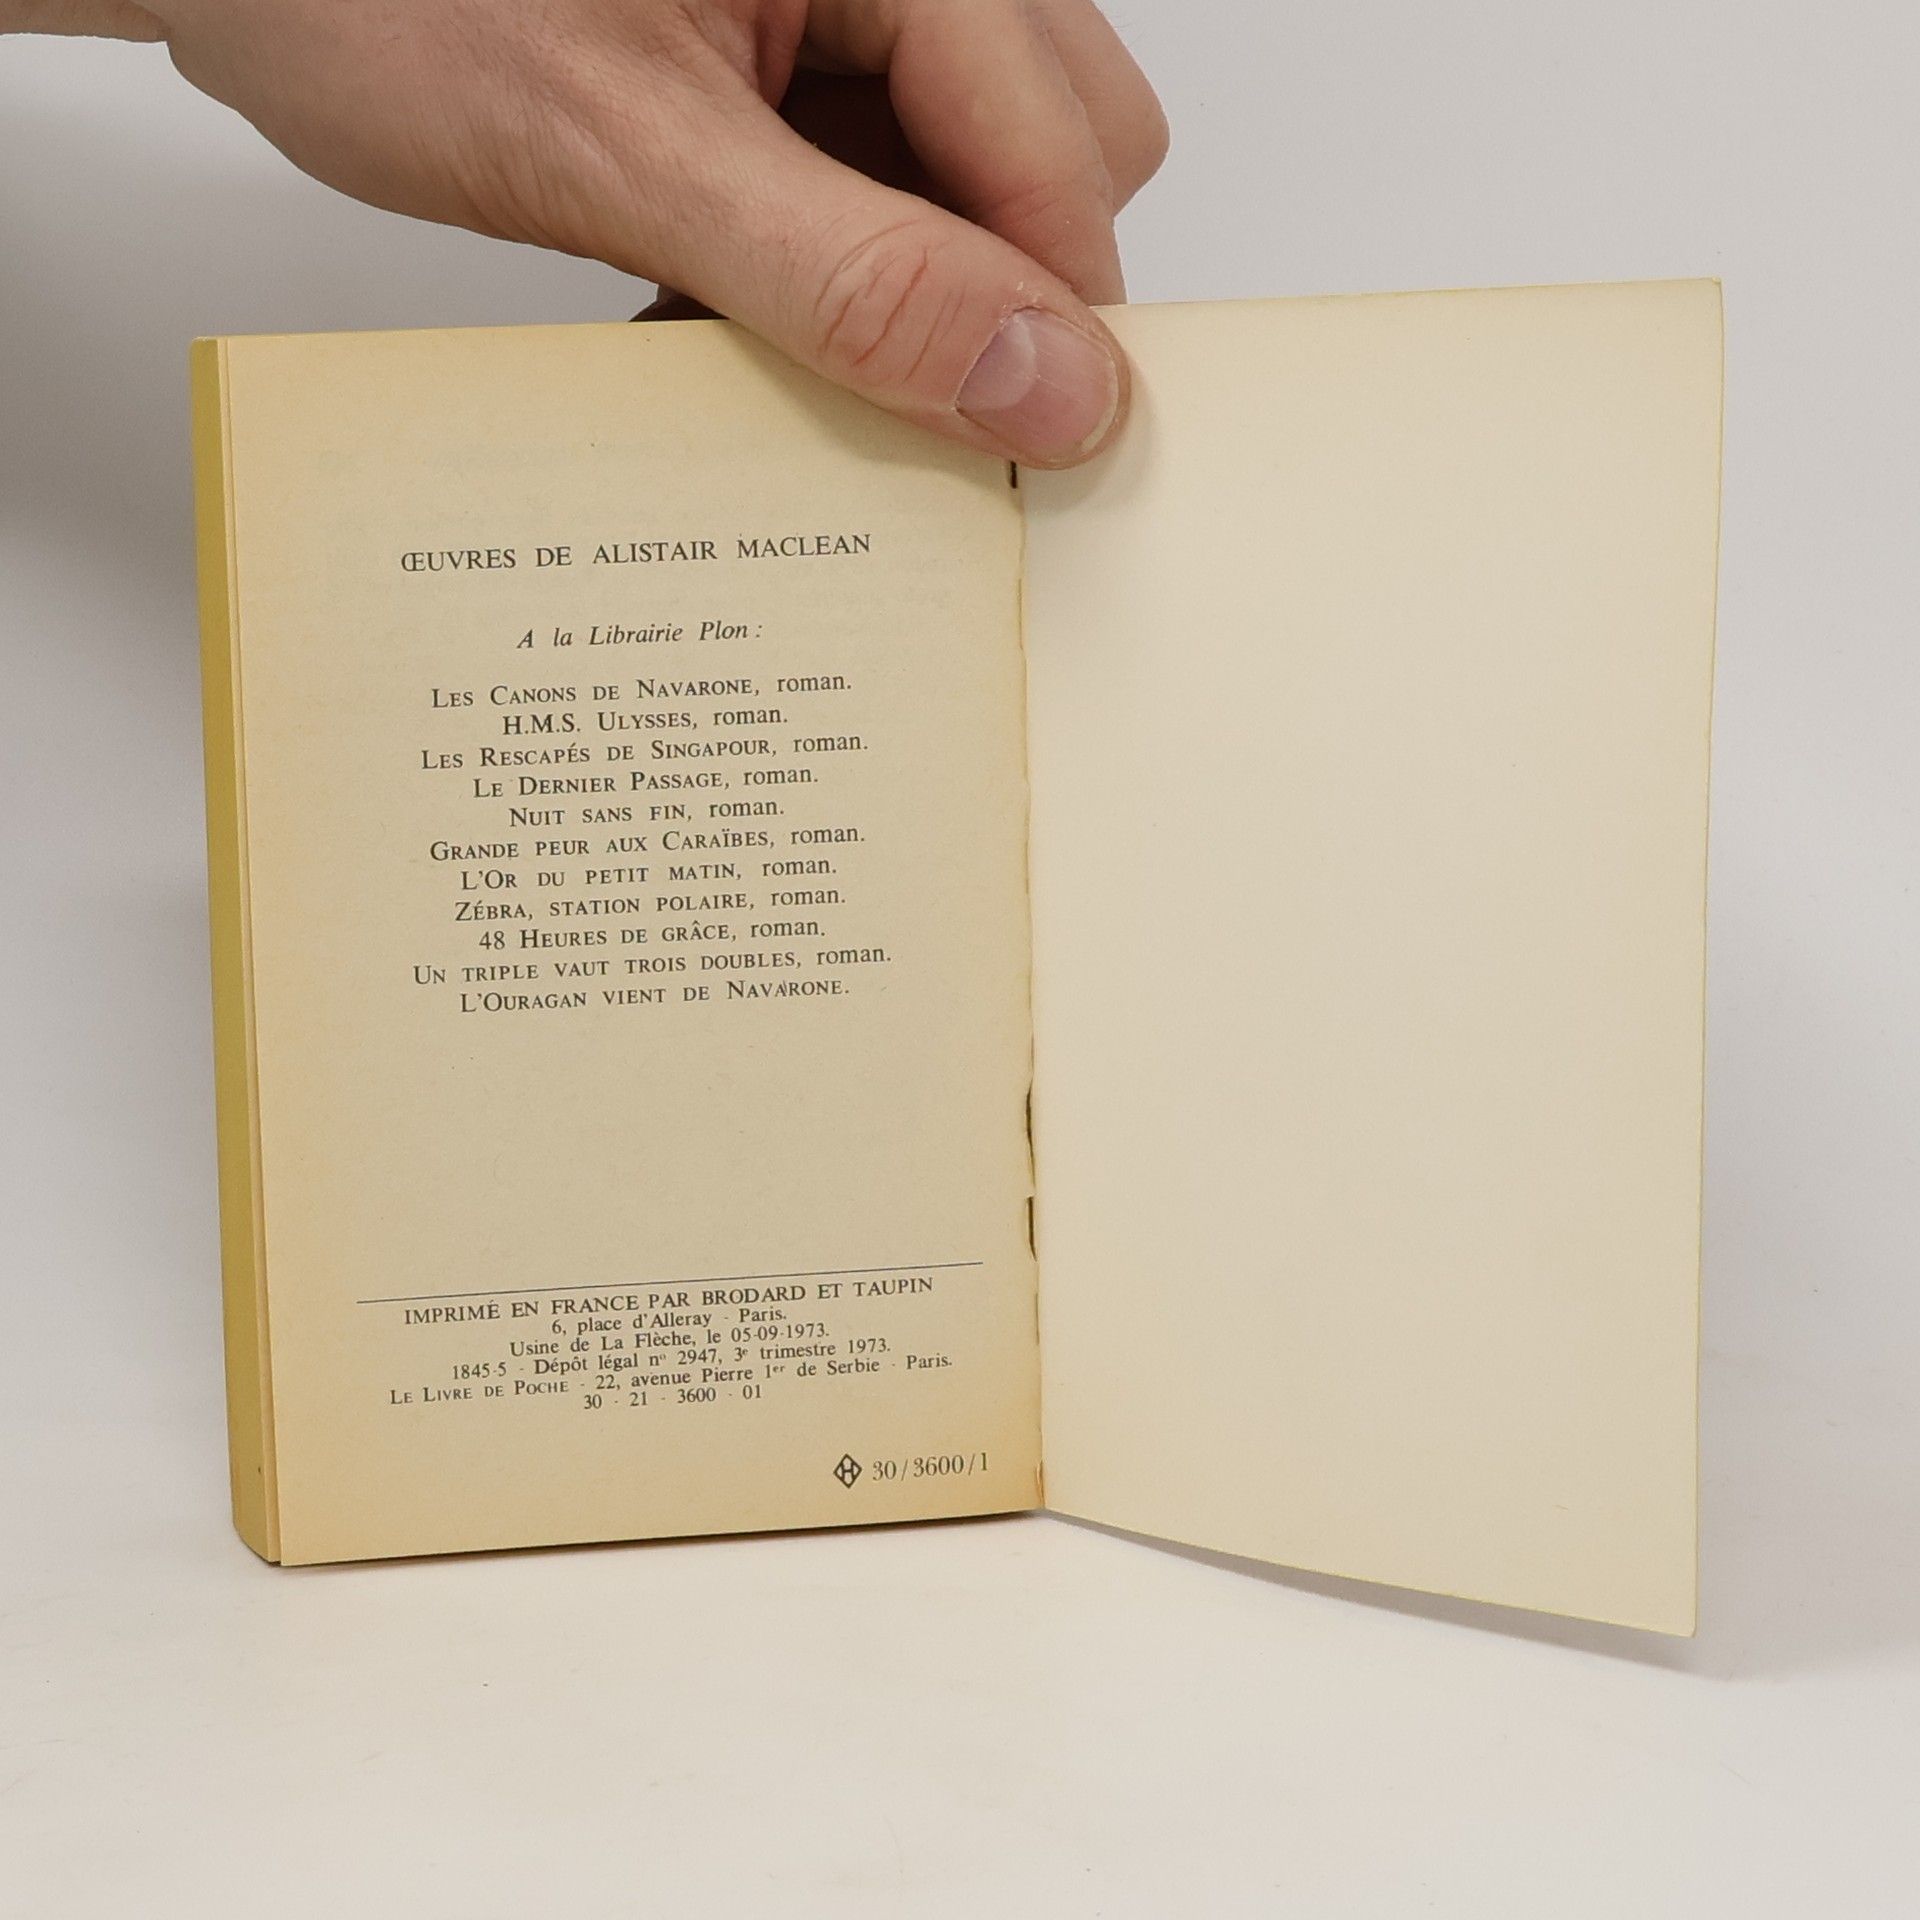 ŒUVRES DE ALISTAIR MACLEAN
A la Librairie Plon :
LES CANONS DE NAVARONE, roman.
H.M.S. ULYSSES, roman.
LES RESCAPÉS DE SINGAPOUR, roman.
LE DERNIER PASSAGE, roman.
NUIT SANS FIN, roman.
GRANDE PEUR AUX CARAÏBES, roman.
L'OR DU PETIT MATIN, roman.
ZÉBRA, STATION POLAIRE, roman.
48 HEURES DE GRÂCE, roman.
UN TRIPLE VAUT TROIS DOUBLES, roman.
L'OURAGAN VIENT DE NAVARONE.
IMPRIMÉ EN FRANCE PAR BRODARD ET TAUPIN
6, place d'Alleray - Paris.
Usine de La Flèche, le 05-09-1973.
1845-5 - Dépôt légal nº 2947, 3e trimestre 1973.
LE LIVRE DE POCHE - 22, avenue Pierre 1er de Serbie - Paris.
30 - 21 - 3600 - 01
H 30/3600/1